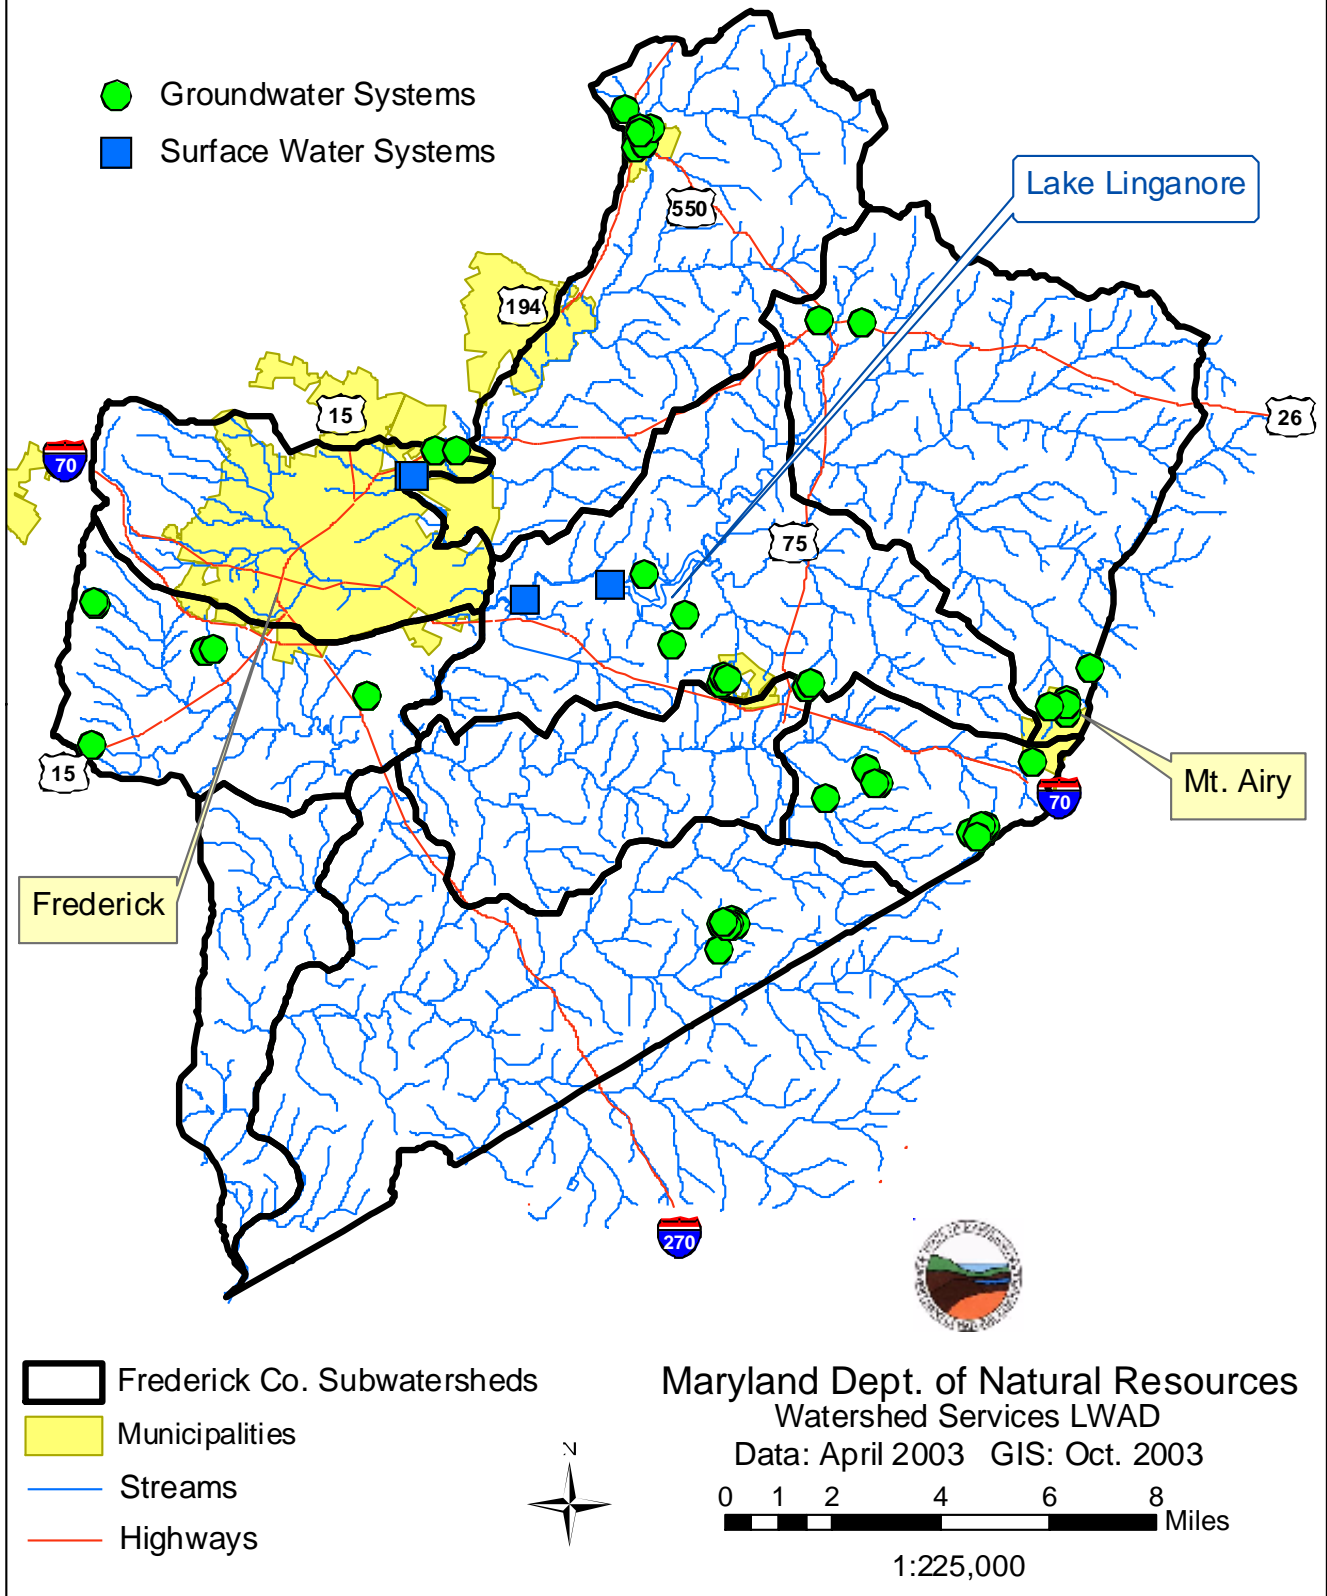 Groundwater Systems
Surface Water Systems
Lake Linganore
550
194
15
26
70
75
15
Mt. Airy
70
Frederick
270
Frederick Co. Subwatersheds
Municipalities
Streams
Highways
N
Maryland Dept. of Natural Resources
Watershed Services LWAD
Data: April 2003 GIS: Oct. 2003
0 1 2 4 6 8
Miles
1:225,000